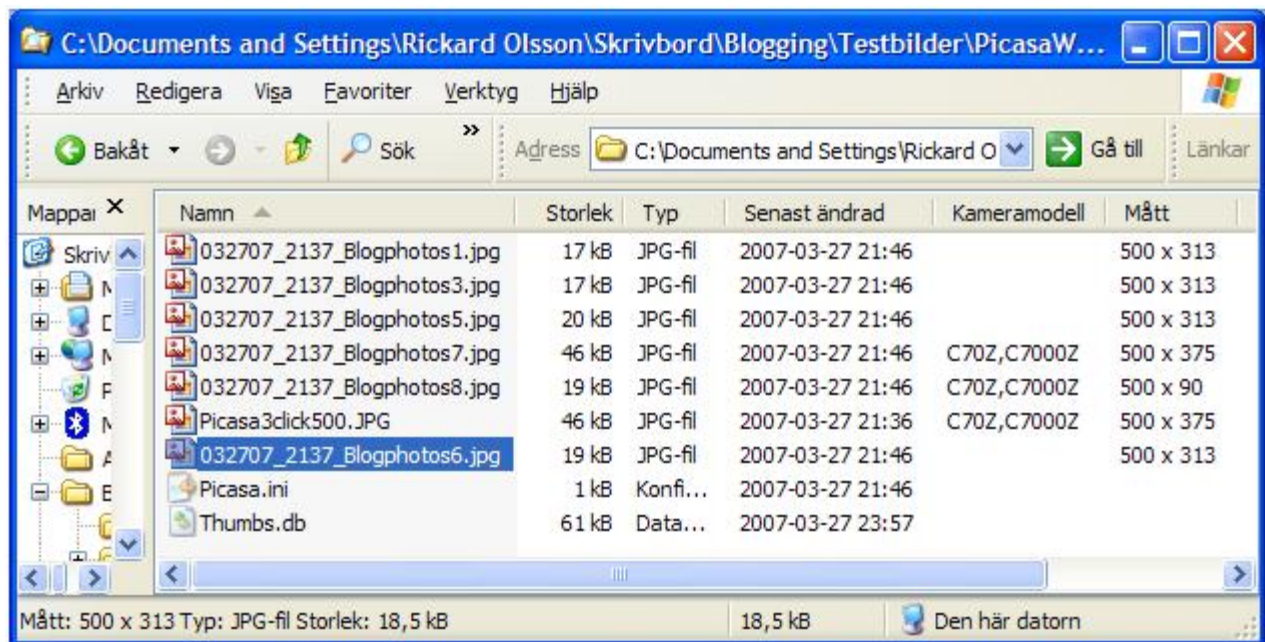 C:\Documents and Settings\Rickard Olsson\Skrivbord\Blogging\Testbilder\PicasaW...
Arkiv Redigera Visa Favoriter Verktyg Hjälp
Bakåt Sök » Adress C:\Documents and Settings\Rickard O Gå till Länkar
Mappar Namn Storlek Typ Senast ändrad Kameramodell Mått
Skriv 032707_2137_Blogphotos1.jpg 17 kB JPG-fil 2007-03-27 21:46 500 x 313
M 032707_2137_Blogphotos3.jpg 17 kB JPG-fil 2007-03-27 21:46 500 x 313
D 032707_2137_Blogphotos5.jpg 20 kB JPG-fil 2007-03-27 21:46 500 x 313
M 032707_2137_Blogphotos7.jpg 46 kB JPG-fil 2007-03-27 21:46 C70Z,C7000Z 500 x 375
P 032707_2137_Blogphotos8.jpg 19 kB JPG-fil 2007-03-27 21:46 C70Z,C7000Z 500 x 90
M Picasa3click500.JPG 46 kB JPG-fil 2007-03-27 21:36 C70Z,C7000Z 500 x 375
A 032707_2137_Blogphotos6.jpg 19 kB JPG-fil 2007-03-27 21:46 500 x 313
B Picasa.ini 1 kB Konfi... 2007-03-27 21:46
Thumbs.db 61 kB Data... 2007-03-27 23:57
Mått: 500 x 313 Typ: JPG-fil Storlek: 18,5 kB 18,5 kB Den här datorn